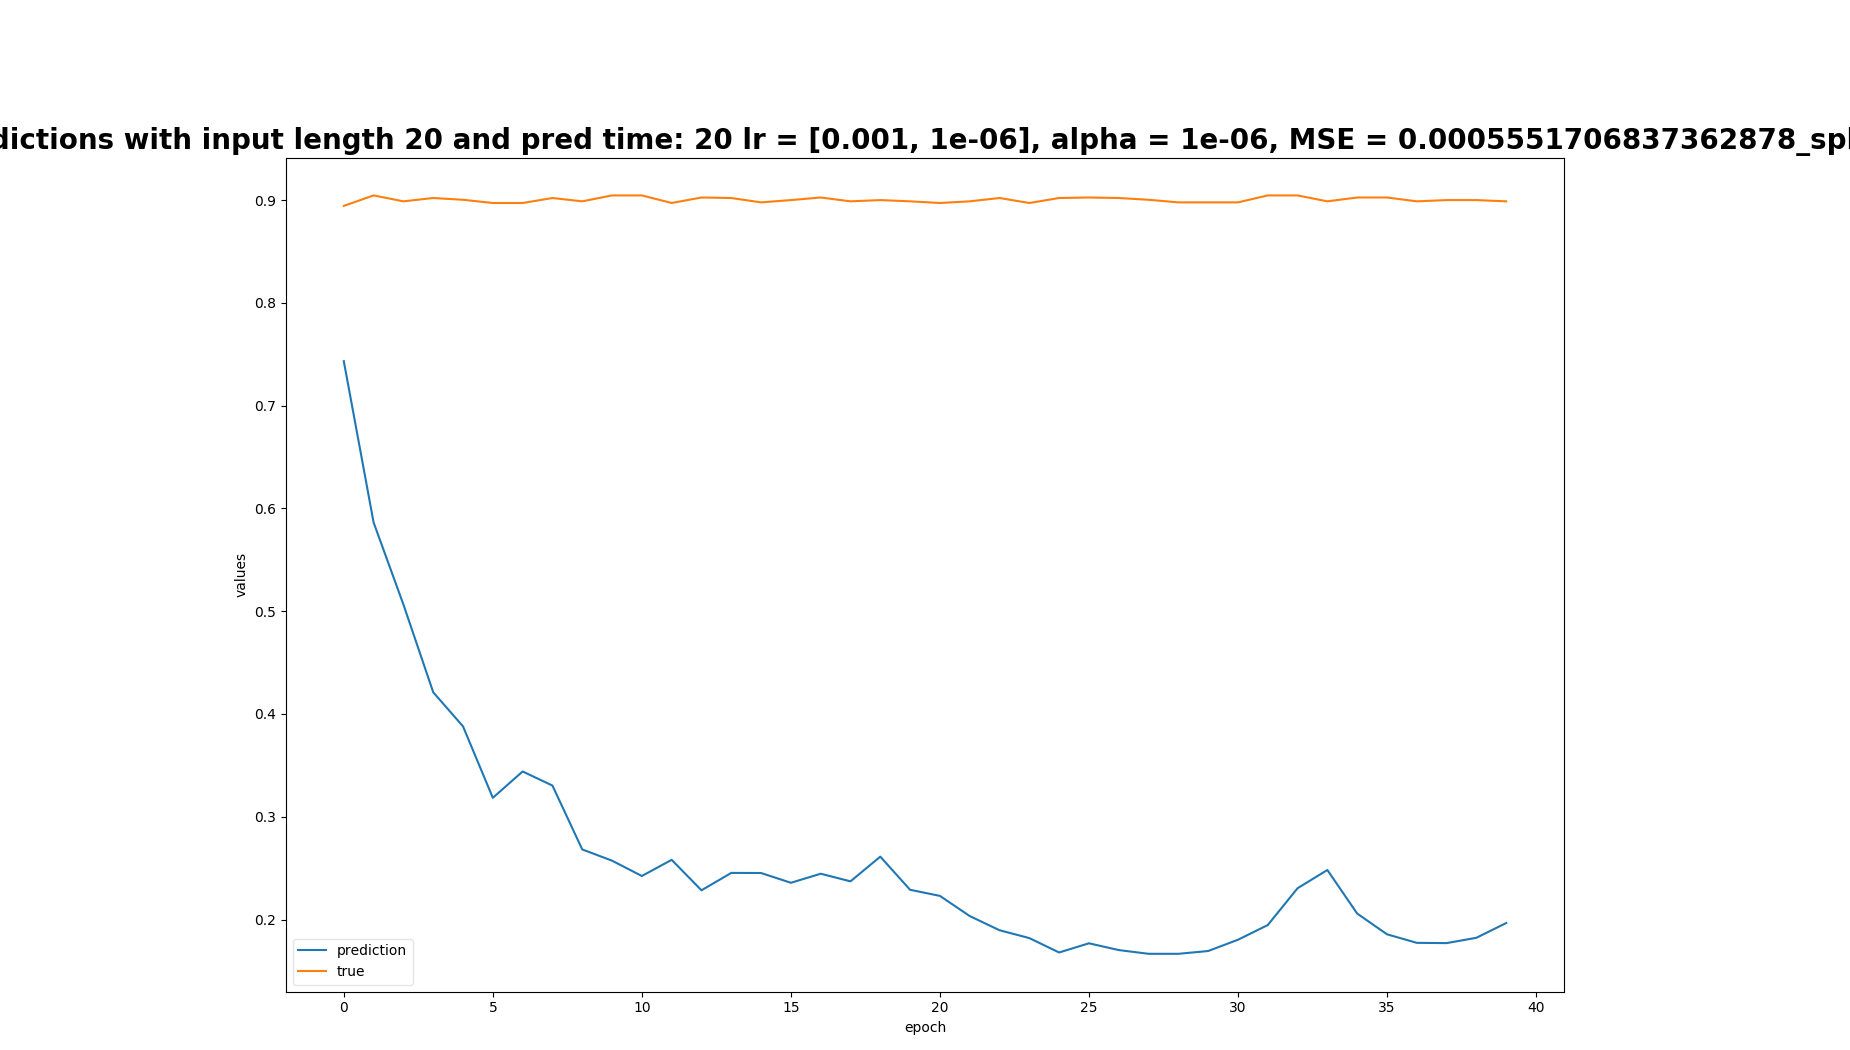 dictions with input length 20 and pred time: 20 lr = [0.001, 1e-06], alpha = 1e-06, MSE = 0.0005551706837362878_spl
0.9
0.8
0.7
0.6
0.5
0.4
0.3
0.2
values
prediction
true
0 5 10 15 20 25 30 35 40
epoch